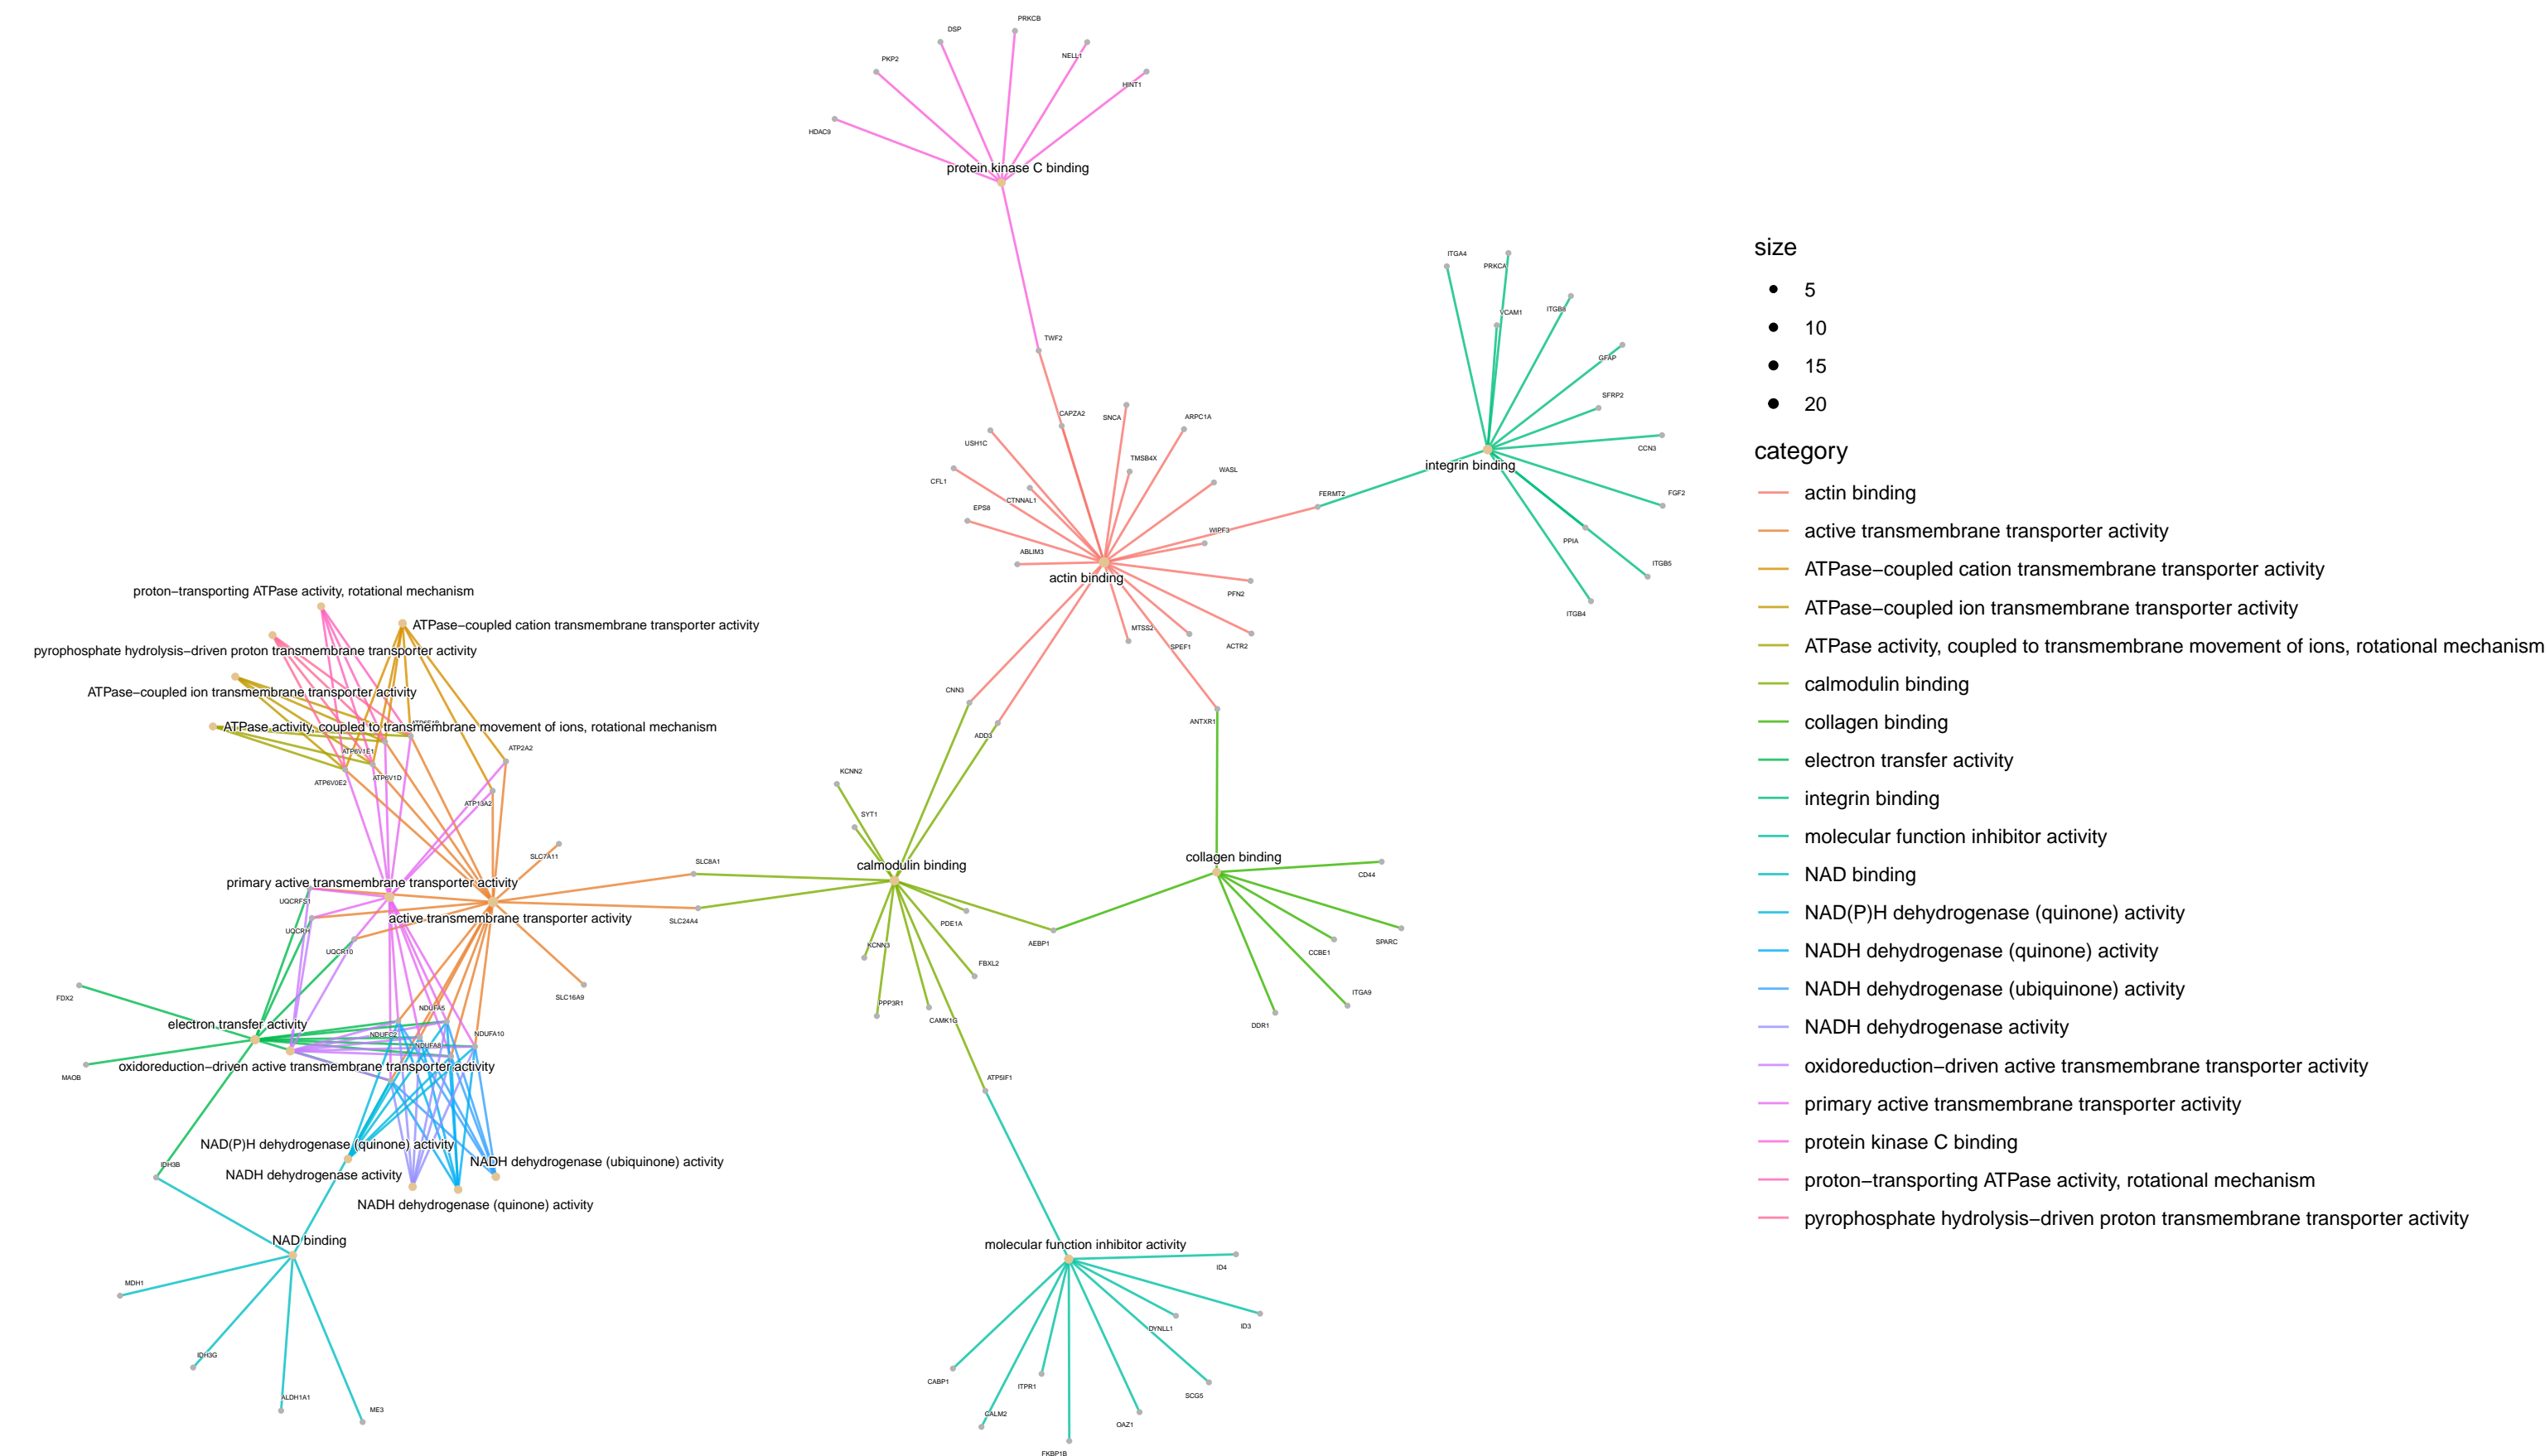 PRKCB
DSP
NELL1
PKP2
HINT1
HDAC9
protein kinase C binding
ITGA4
PRKCA
VCAM1
ITGB8
TWF2
GFAP
SFRP2
CAPZA2
SNCA
ARPC1A
USH1C
CCN3
TMSB4X
WASL
integrin binding
CFL1
CTNNAL1
FERMT2
FGF2
EPS8
WIPF3
PPIA
ABLIM3
ITGB5
actin binding
PFN2
ITGB4
MTSS2
SPEF1
ACTR2
proton−transporting ATPase activity, rotational mechanism
ATPase−coupled cation transmembrane transporter activity
pyrophosphate hydrolysis−driven proton transmembrane transporter activity
ATPase−coupled ion transmembrane transporter activity
CNN3
ANTXR1
ATPase activity, coupled to transmembrane movement of ions, rotational mechanism
ADD3
ATP2A2
ATP6V1E1
ATP6V1D
ATP6V0E2
KCNN2
ATP13A2
SYT1
SLC7A11
SLC8A1
calmodulin binding
collagen binding
CD44
primary active transmembrane transporter activity
UQCRFS1
active transmembrane transporter activity
SLC24A4
PDE1A
UQCRH
AEBP1
SPARC
KCNN3
UQCR10
CCBE1
FBXL2
FDX2
SLC16A9
ITGA9
PPP3R1
NDUFA5
CAMK1G
DDR1
electron transfer activity
NDUFC2
NDUFA10
NDUFA8
oxidoreduction−driven active transmembrane transporter activity
MAOB
ATP5IF1
NAD(P)H dehydrogenase (quinone) activity
IDH3B
NADH dehydrogenase (ubiquinone) activity
NADH dehydrogenase activity
NADH dehydrogenase (quinone) activity
NAD binding
molecular function inhibitor activity
ID4
MDH1
DYNLL1
ID3
IDH3G
CABP1
ITPR1
SCG5
ALDH1A1
ME3
CALM2
OAZ1
FKBP1B
size
5
10
15
20
category
actin binding
active transmembrane transporter activity
ATPase−coupled cation transmembrane transporter activity
ATPase−coupled ion transmembrane transporter activity
ATPase activity, coupled to transmembrane movement of ions, rotational mechanism
calmodulin binding
collagen binding
electron transfer activity
integrin binding
molecular function inhibitor activity
NAD binding
NAD(P)H dehydrogenase (quinone) activity
NADH dehydrogenase (quinone) activity
NADH dehydrogenase (ubiquinone) activity
NADH dehydrogenase activity
oxidoreduction−driven active transmembrane transporter activity
primary active transmembrane transporter activity
protein kinase C binding
proton−transporting ATPase activity, rotational mechanism
pyrophosphate hydrolysis−driven proton transmembrane transporter activity